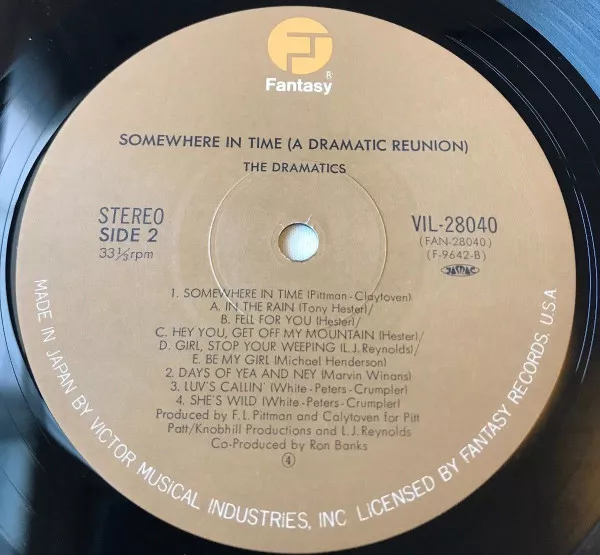 Fantasy
®
SOMEWHERE IN TIME (A DRAMATIC REUNION)
THE DRAMATICS
STEREO
SIDE 2
33⅓rpm
VIL-28040
(FAN-28040)
(F-9642-B)
JASRAC
1. SOMEWHERE IN TIME (Pittman-Claytoven)
A. IN THE RAIN (Tony Hester)/
B. FELL FOR YOU (Hester)/
C. HEY YOU, GET OFF MY MOUNTAIN (Hester)/
D. GIRL, STOP YOUR WEEPING (L.J. Reynolds)/
E. BE MY GIRL (Michael Henderson)
2. DAYS OF YEA AND NEY (Marvin Winans)
3. LUV'S CALLIN' (White-Peters-Crumpler)
4. SHE'S WILD (White-Peters-Crumpler)
Produced by F.L. Pittman and Calytoven for Pitt
Patt/Knobhill Productions and L.J. Reynolds
Co-Produced by Ron Banks
④
MADE IN JAPAN BY VICTOR MUSICAL INDUSTRIES, INC LICENSED BY FANTASY RECORDS, U.S.A.